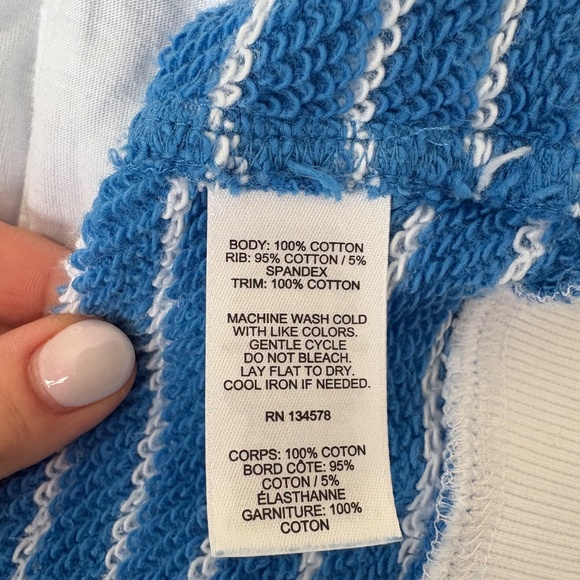 BODY: 100% COTTON
RIB: 95% COTTON / 5%
SPANDEX
TRIM: 100% COTTON
MACHINE WASH COLD
WITH LIKE COLORS.
GENTLE CYCLE
DO NOT BLEACH.
LAY FLAT TO DRY.
COOL IRON IF NEEDED.
RN 134578
CORPS: 100% COTON
BORD CÔTE: 95%
COTON / 5%
ÉLASTHANNE
GARNITURE: 100%
COTON